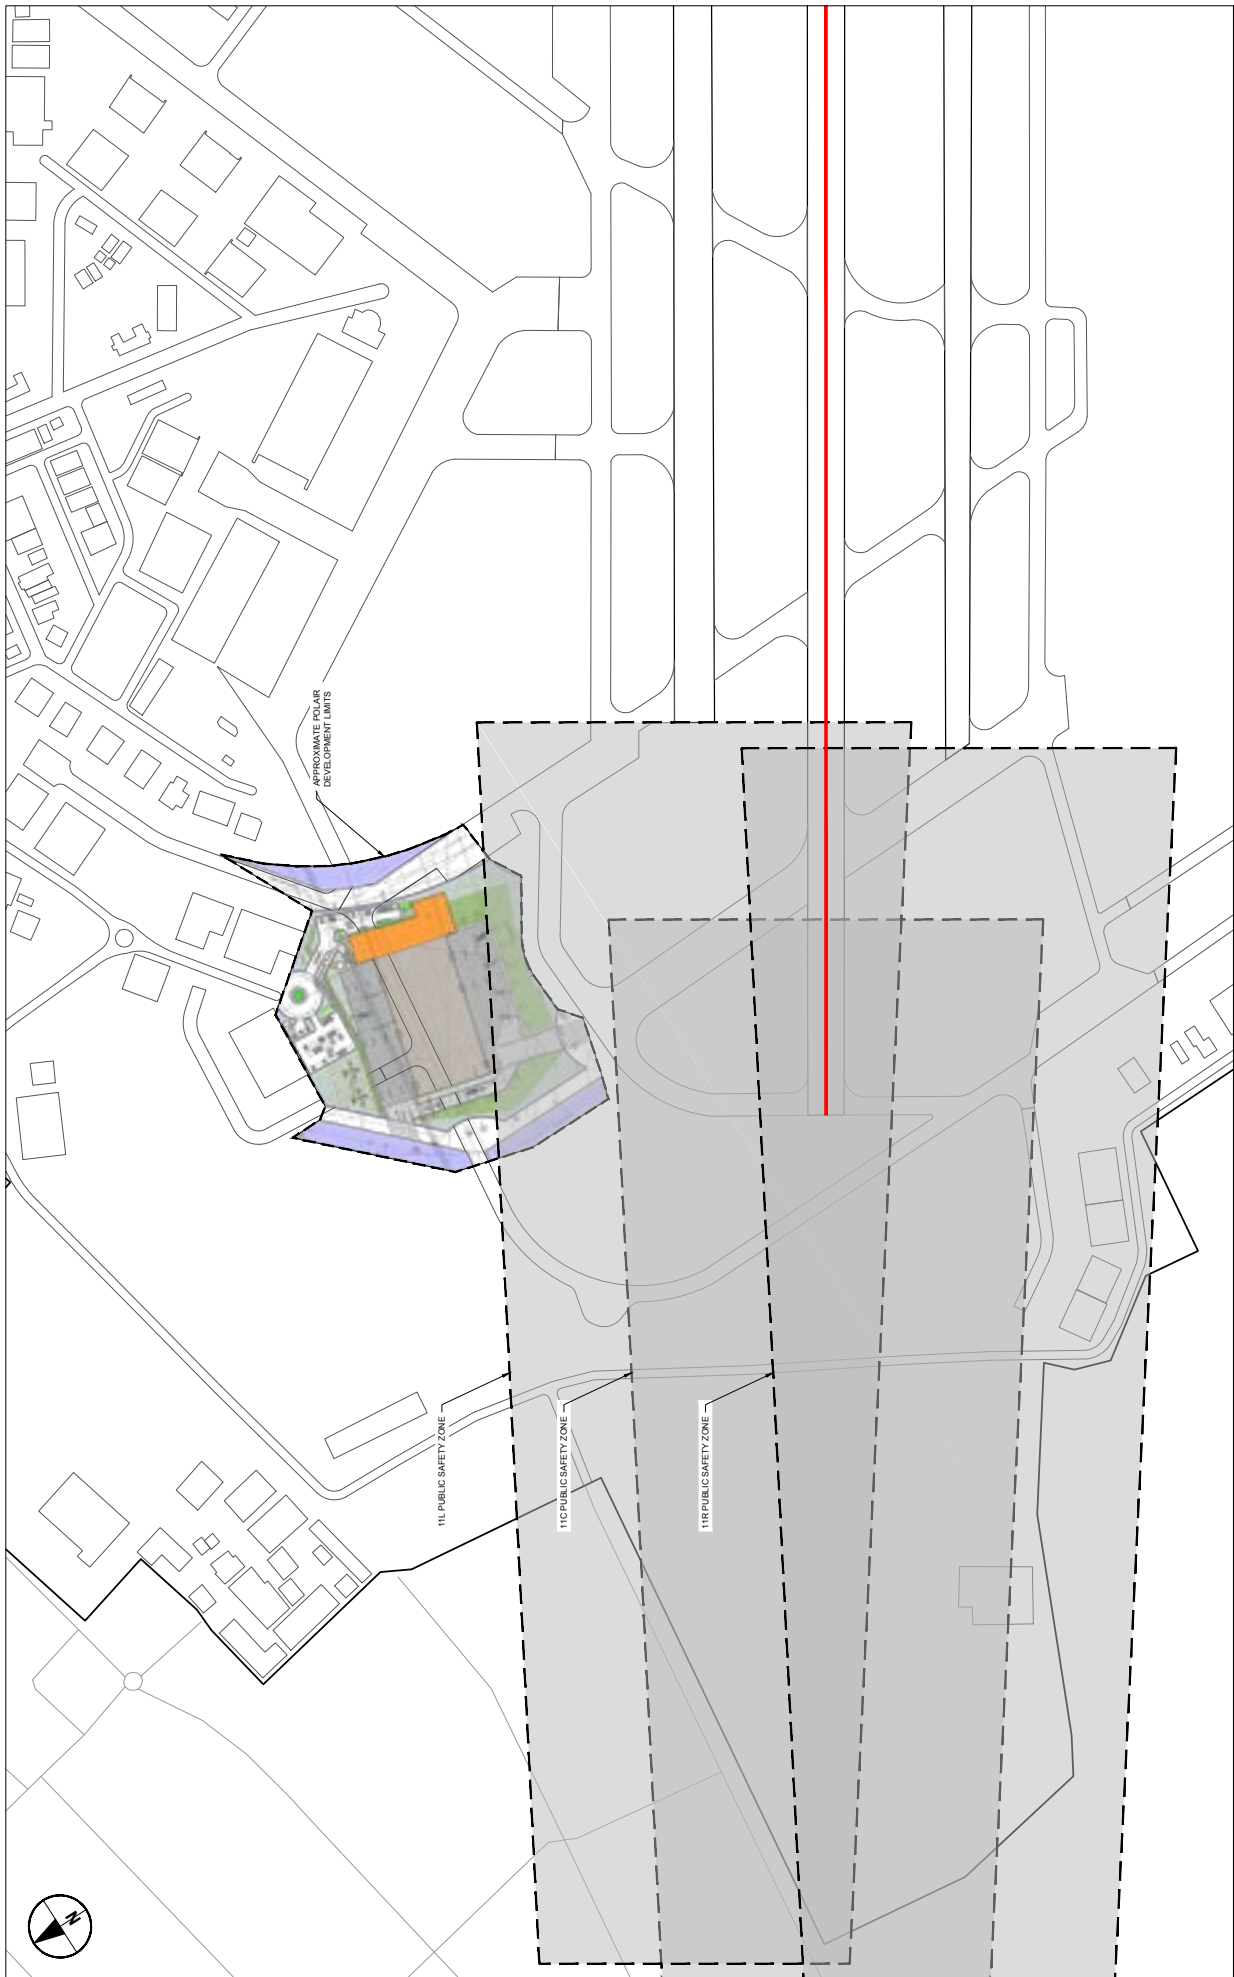 APPROXIMATE POLAIR
DEVELOPMENT LIMITS
11L PUBLIC SAFETY ZONE
11C PUBLIC SAFETY ZONE
11R PUBLIC SAFETY ZONE
N